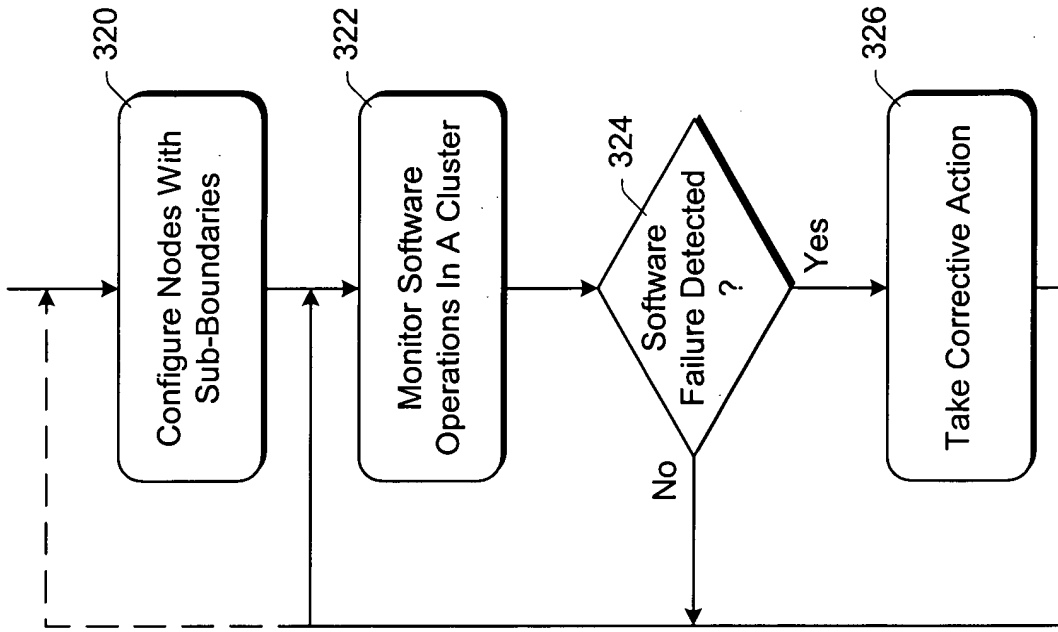 320
Configure Nodes With
Sub-Boundaries
322
Monitor Software
Operations In A Cluster
324
Software
Failure Detected
?
No
Yes
326
Take Corrective Action